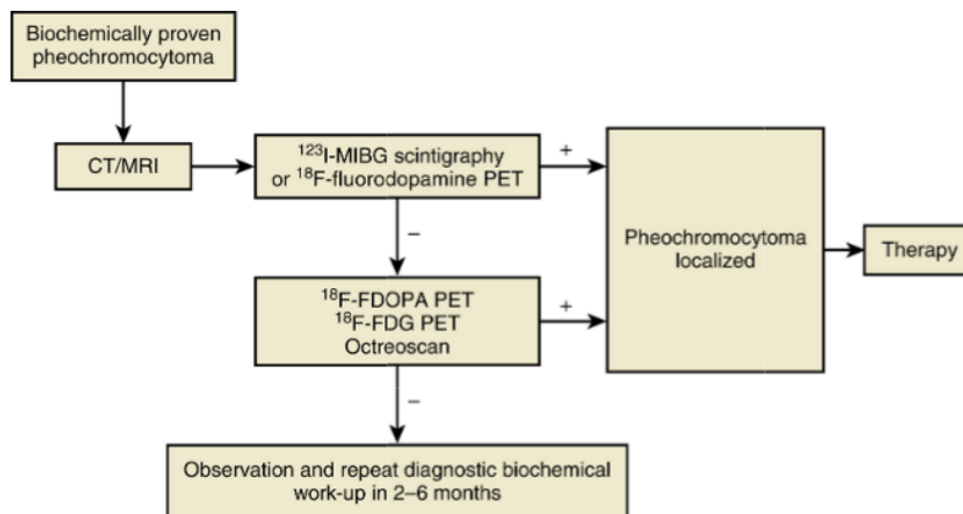 Biochemically proven
pheochromocytoma
CT/MRI
¹²³I-MIBG scintigraphy
or ¹⁸F-fluorodopamine PET
+
–
Pheochromocytoma
localized
Therapy
¹⁸F-FDOPA PET
¹⁸F-FDG PET
Octreoscan
+
–
Observation and repeat diagnostic biochemical
work-up in 2–6 months